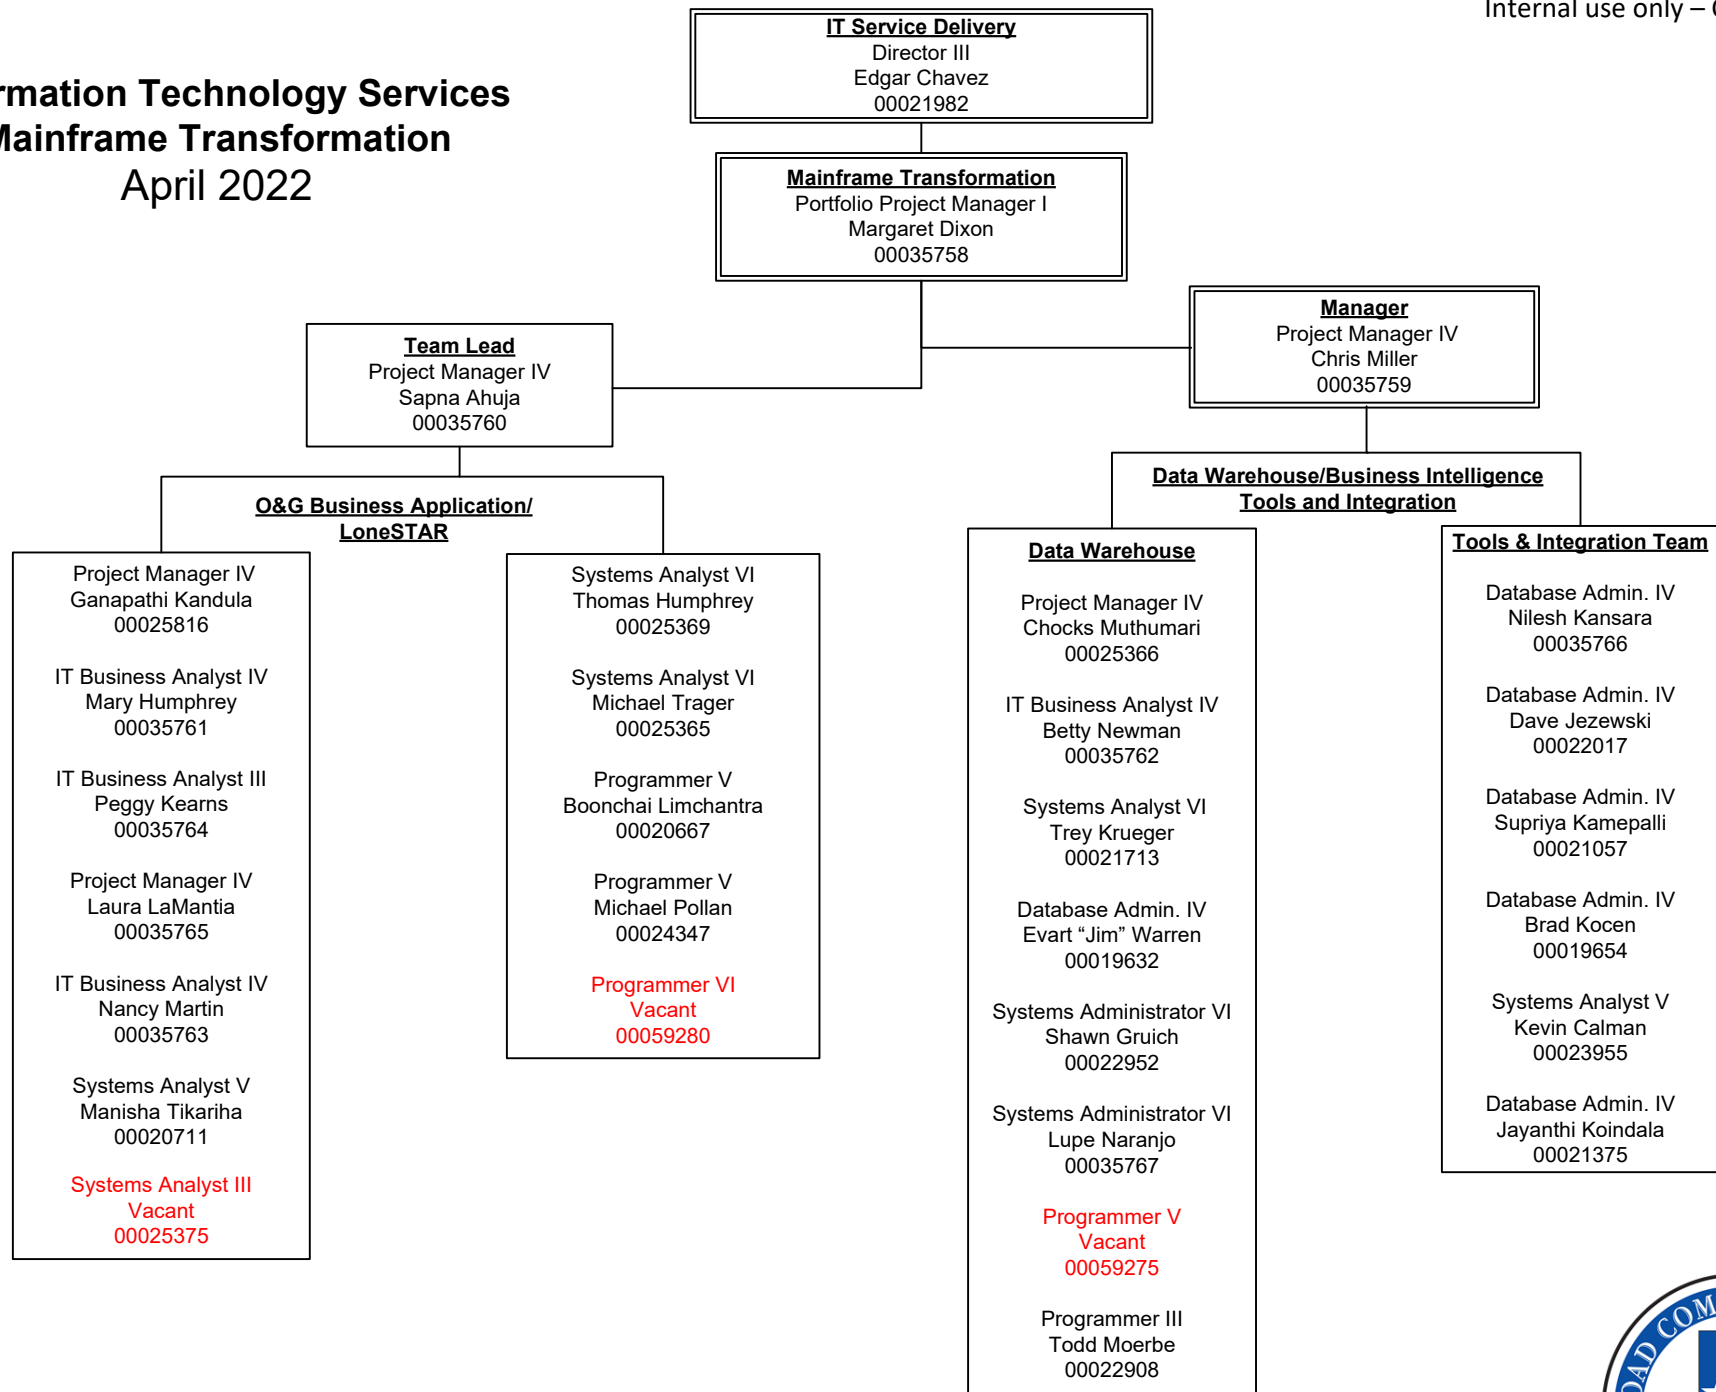 Internal use only –
rmation Technology Services
Mainframe Transformation
April 2022
IT Service Delivery
Director III
Edgar Chavez
00021982
Mainframe Transformation
Portfolio Project Manager I
Margaret Dixon
00035758
Team Lead
Project Manager IV
Sapna Ahuja
00035760
Manager
Project Manager IV
Chris Miller
00035759
O&G Business Application/
LoneSTAR
Project Manager IV
Ganapathi Kandula
00025816
IT Business Analyst IV
Mary Humphrey
00035761
IT Business Analyst III
Peggy Kearns
00035764
Project Manager IV
Laura LaMantia
00035765
IT Business Analyst IV
Nancy Martin
00035763
Systems Analyst V
Manisha Tikariha
00020711
Systems Analyst III
Vacant
00025375
Systems Analyst VI
Thomas Humphrey
00025369
Systems Analyst VI
Michael Trager
00025365
Programmer V
Boonchai Limchantra
00020667
Programmer V
Michael Pollan
00024347
Programmer VI
Vacant
00059280
Data Warehouse/Business Intelligence
Tools and Integration
Data Warehouse
Project Manager IV
Chocks Muthumari
00025366
IT Business Analyst IV
Betty Newman
00035762
Systems Analyst VI
Trey Krueger
00021713
Database Admin. IV
Evart “Jim” Warren
00019632
Systems Administrator VI
Shawn Gruich
00022952
Systems Administrator VI
Lupe Naranjo
00035767
Programmer V
Vacant
00059275
Programmer III
Todd Moerbe
00022908
Tools & Integration Team
Database Admin. IV
Nilesh Kansara
00035766
Database Admin. IV
Dave Jezewski
00022017
Database Admin. IV
Supriya Kamepalli
00021057
Database Admin. IV
Brad Kocen
00019654
Systems Analyst V
Kevin Calman
00023955
Database Admin. IV
Jayanthi Koindala
00021375